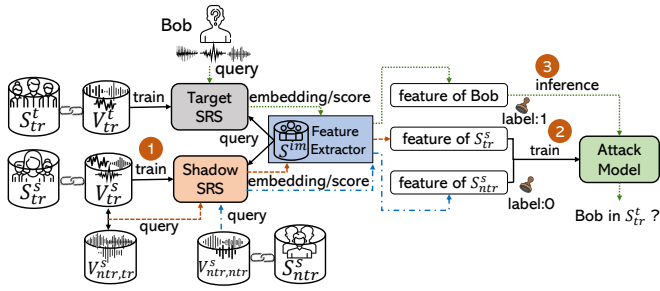 Bob
query
3
inference
S^t_tr
V^t_tr
train
Target
SRS
embedding/score
feature of Bob
label:1
query
S^im
Feature
Extractor
feature of S^s_tr
2
train
Attack
Model
1
S^s_tr
V^s_tr
train
Shadow
SRS
embedding/score
feature of S^s_ntr
label:0
query
query
Bob in S^t_tr ?
V^s_ntr,tr
V^s_ntr,ntr
S^s_ntr